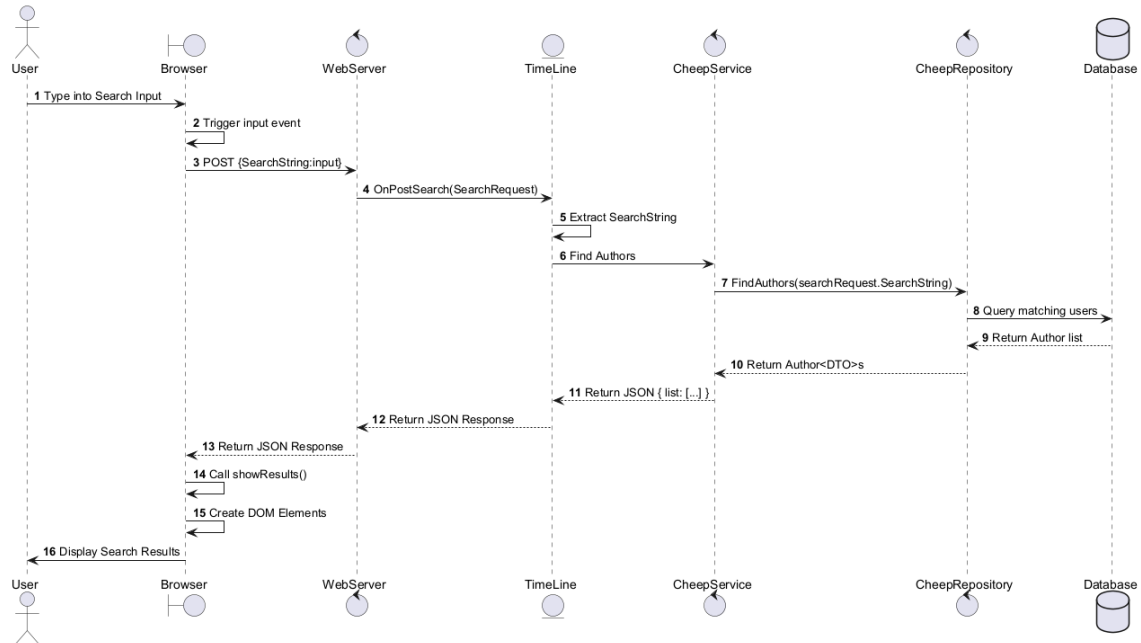 User Browser WebServer TimeLine CheepService CheepRepository Database
1 Type into Search Input
2 Trigger input event
3 POST {SearchString:input}
4 OnPostSearch(SearchRequest)
5 Extract SearchString
6 Find Authors
7 FindAuthors(searchRequest.SearchString)
8 Query matching users
9 Return Author list
10 Return Author<DTO>s
11 Return JSON { list: [...] }
12 Return JSON Response
13 Return JSON Response
14 Call showResults()
15 Create DOM Elements
16 Display Search Results
User Browser WebServer TimeLine CheepService CheepRepository Database